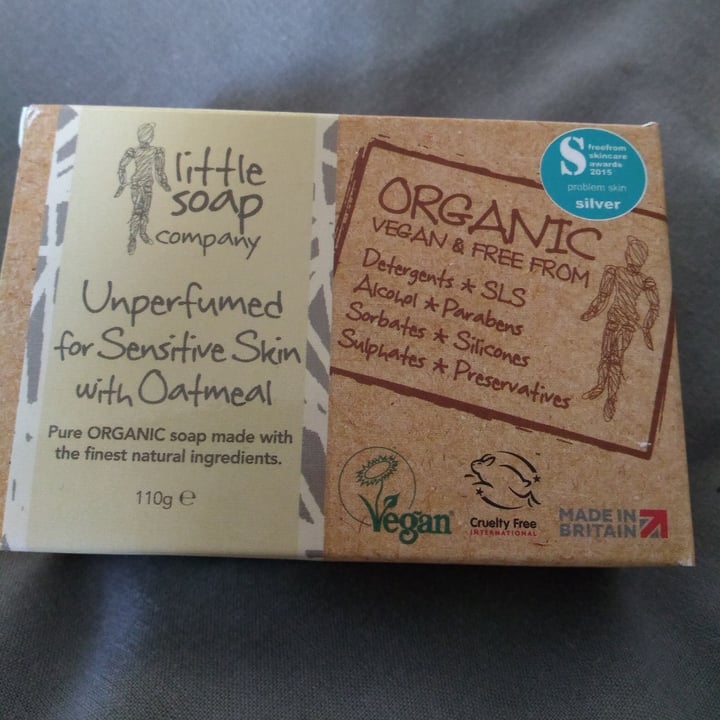 little
soap
company
Unperfumed
for Sensitive Skin
with Oatmeal
Pure ORGANIC soap made with
the finest natural ingredients.
110g ℮
S
freefrom
skincare
awards
2015
problem skin
silver
ORGANIC
VEGAN & FREE FROM
Detergents * SLS
Alcohol * Parabens
Sorbates * Silicones
Sulphates * Preservatives
Vegan
Cruelty Free
INTERNATIONAL
MADE IN
BRITAIN